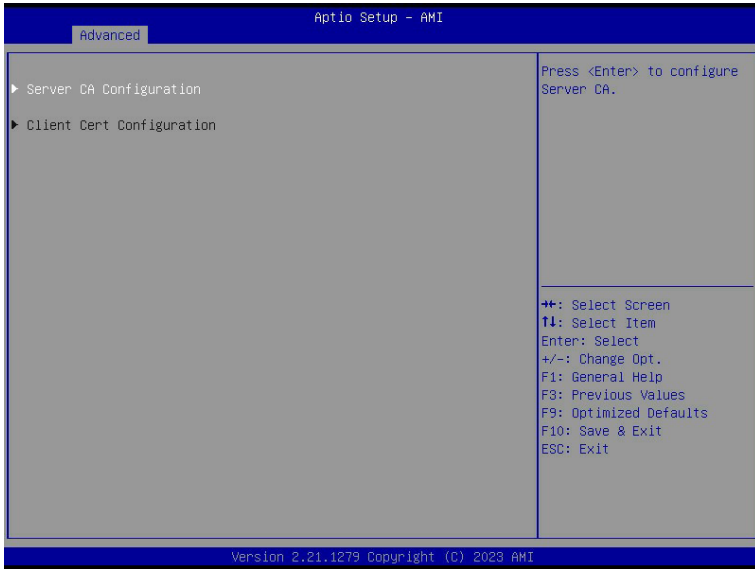 Aptio Setup – AMI
Advanced
▶ Server CA Configuration
▶ Client Cert Configuration
Press <Enter> to configure
Server CA.
→←: Select Screen
↑↓: Select Item
Enter: Select
+/-: Change Opt.
F1: General Help
F3: Previous Values
F9: Optimized Defaults
F10: Save & Exit
ESC: Exit
Version 2.21.1279 Copyright (C) 2023 AMI